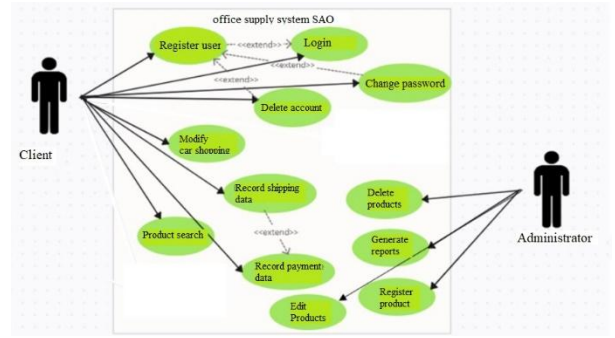 office supply system SAO
Register user
<<extend>>
Login
<<extend>>
<<extend>>
Change password
Delete account
Client
Modify
car shopping
Record shipping
data
Delete
products
<<extend>>
Product search
Generate
reports
Administrator
Record payment
data
Register
product
Edit
Products